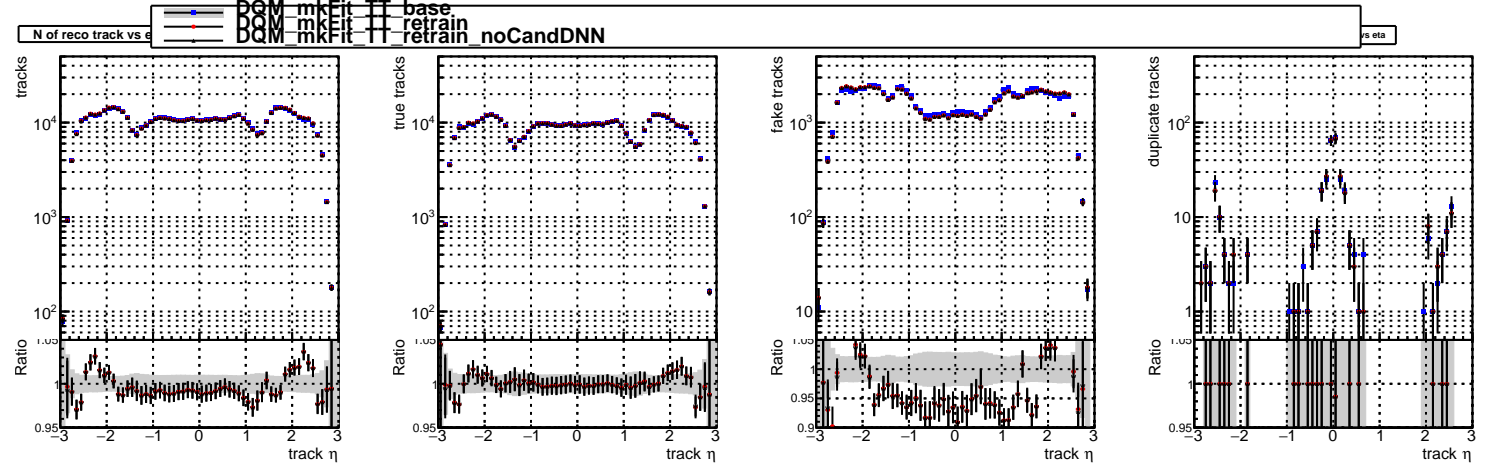 DQM_mkFit_TT_base
DQM_mkFit_TT_retrain
DQM_mkFit_TT_retrain_noCandDNN
N of reco track vs e
vs eta
tracks
10⁴
10³
10²
Ratio
1.05
1
0.95
−3 −2 −1 0 1 2 3
track η
true tracks
10⁴
10³
10²
Ratio
1.05
1
0.95
−3 −2 −1 0 1 2 3
track η
fake tracks
10³
10²
10
Ratio
1.05
1
0.95
0.9
−3 −2 −1 0 1 2 3
track η
duplicate tracks
10²
10
1
Ratio
1.05
1
0.95
−3 −2 −1 0 1 2 3
track η